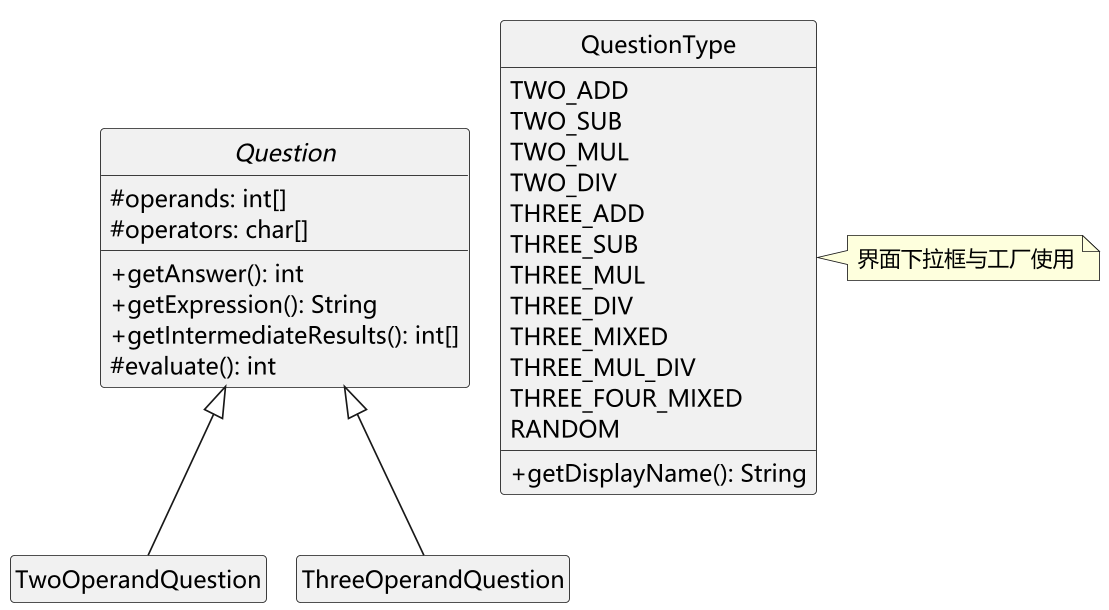 Question
#operands: int[]
#operators: char[]
+getAnswer(): int
+getExpression(): String
+getIntermediateResults(): int[]
#evaluate(): int
QuestionType
TWO_ADD
TWO_SUB
TWO_MUL
TWO_DIV
THREE_ADD
THREE_SUB
THREE_MUL
THREE_DIV
THREE_MIXED
THREE_MUL_DIV
THREE_FOUR_MIXED
RANDOM
+getDisplayName(): String
界面下拉框与工厂使用
TwoOperandQuestion
ThreeOperandQuestion